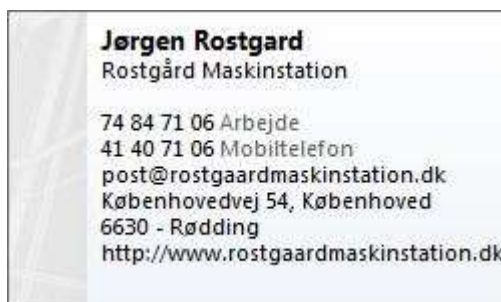 Jørgen Rostgard
Rostgård Maskinstation
74 84 71 06 Arbejde
41 40 71 06 Mobiltelefon
post@rostgaardmaskinstation.dk
Københovedvej 54, Københoved
6630 - Rødding
http://www.rostgaardmaskinstation.dk